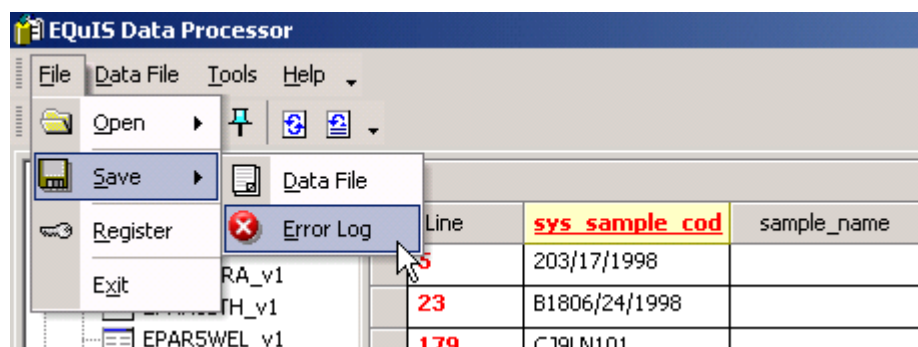 EQuIS Data Processor
File Data File Tools Help
Open
Save
Data File
Register
Error Log
Exit
Line sys_sample_cod sample_name
RA_v1
5 203/17/1998
TH_v1
23 B1806/24/1998
EPAR5WEL_v1
179 CJ9LN101